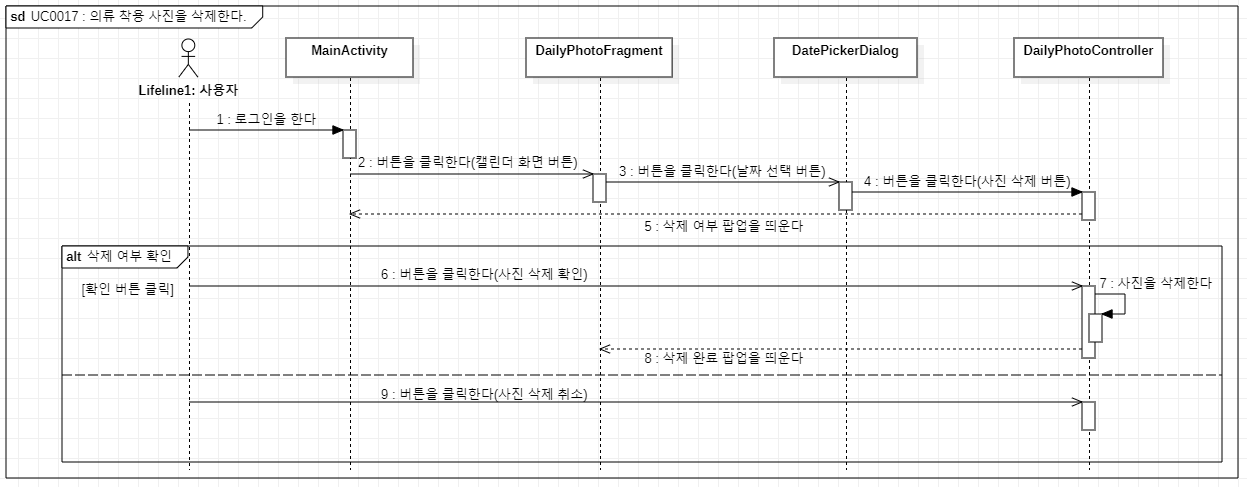 sd UC0017 : 의류 착용 사진을 삭제한다.
MainActivity
DailyPhotoFragment
DatePickerDialog
DailyPhotoController
Lifeline1: 사용자
1 : 로그인을 한다
2 : 버튼을 클릭한다(캘린더 화면 버튼)
3 : 버튼을 클릭한다(날짜 선택 버튼)
4 : 버튼을 클릭한다(사진 삭제 버튼)
5 : 삭제 여부 팝업을 띄운다
alt 삭제 여부 확인
6 : 버튼을 클릭한다(사진 삭제 확인)
[확인 버튼 클릭]
7 : 사진을 삭제한다
8 : 삭제 완료 팝업을 띄운다
9 : 버튼을 클릭한다(사진 삭제 취소)